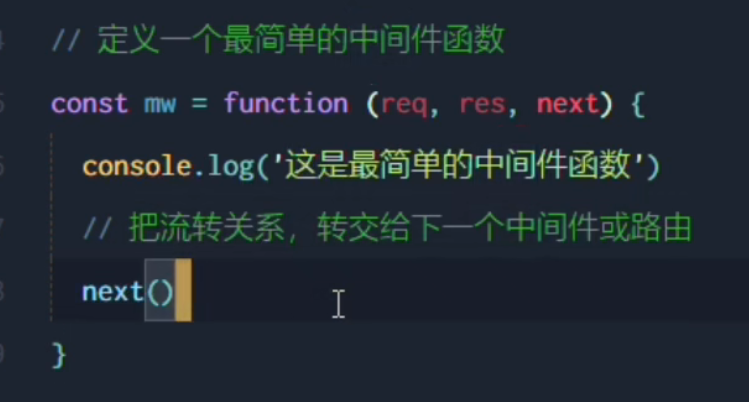 // 定义一个最简单的中间件函数
const mw = function (req, res, next) {
console.log('这是最简单的中间件函数')
// 把流转关系，转交给下一个中间件或路由
next()
}